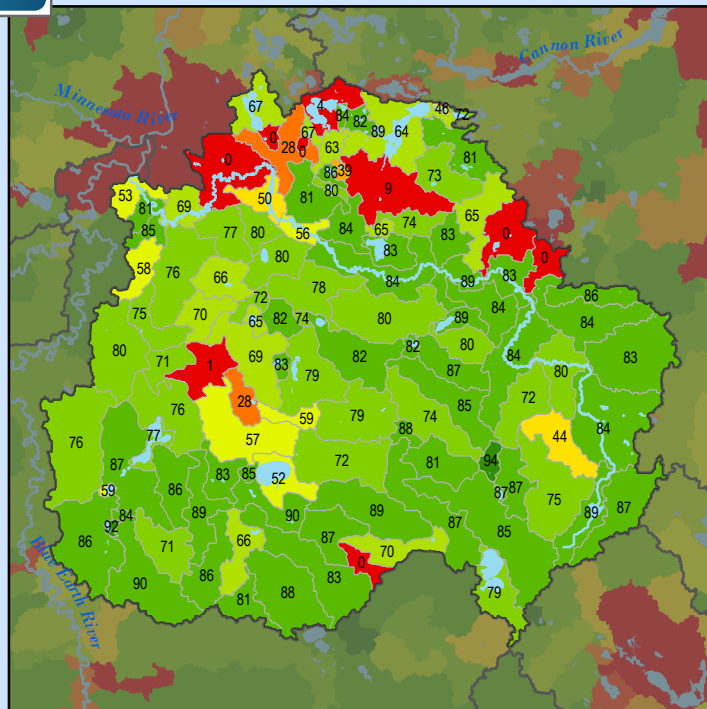 Cannon River
Minnesota River
67 4 84 82 89 64 46 72
0 28 0 67 63
0 86 39 9 73 81
53 81 69 50 81 80
85 77 80 56 84 65 74 83 65 0
58 76 80 83 0
66 78 84 89 83 86
75 70 72 65 82 74 80 89 84 84
80 71 1 69 83 79 82 82 80 84 80 83
87
76 28 59 79 74 85 72
76 77 57 88 44 84
87 83 85 52 72 81 94
59 86 87 87 75 87
92 84 89 90 89 87 85 89
86 71 66 87 0 70
90 86 81 88 83 79
Blue Earth River